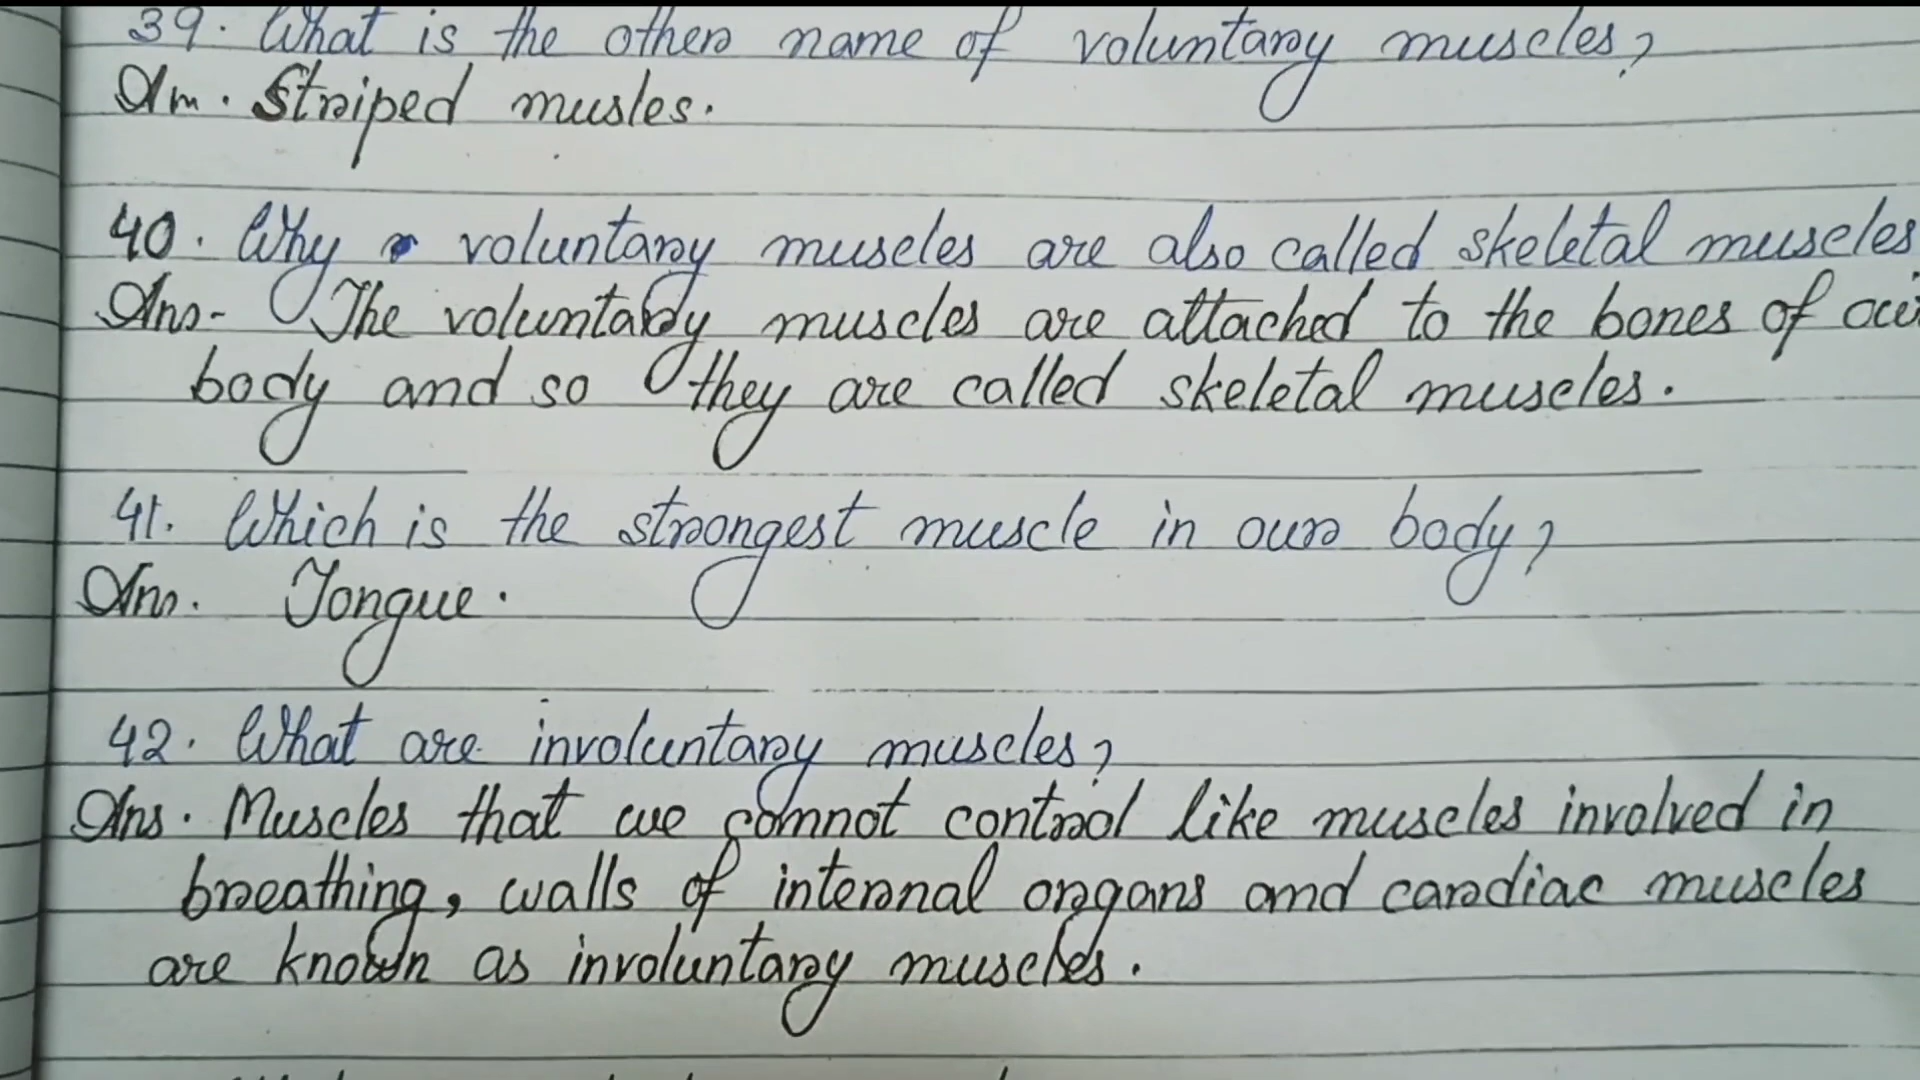 39. What is the other name of voluntary muscles?
Ans. Striped musles.
40. Why voluntary muscles are also called skeletal muscles
Ans- The voluntary muscles are attached to the bones of our
body and so they are called skeletal muscles.
41. Which is the strongest muscle in our body?
Ans. Tongue.
42. What are involuntary muscles?
Ans. Muscles that we cannot control like muscles involved in
breathing, walls of internal organs and cardiac muscles
are known as involuntary muscles.